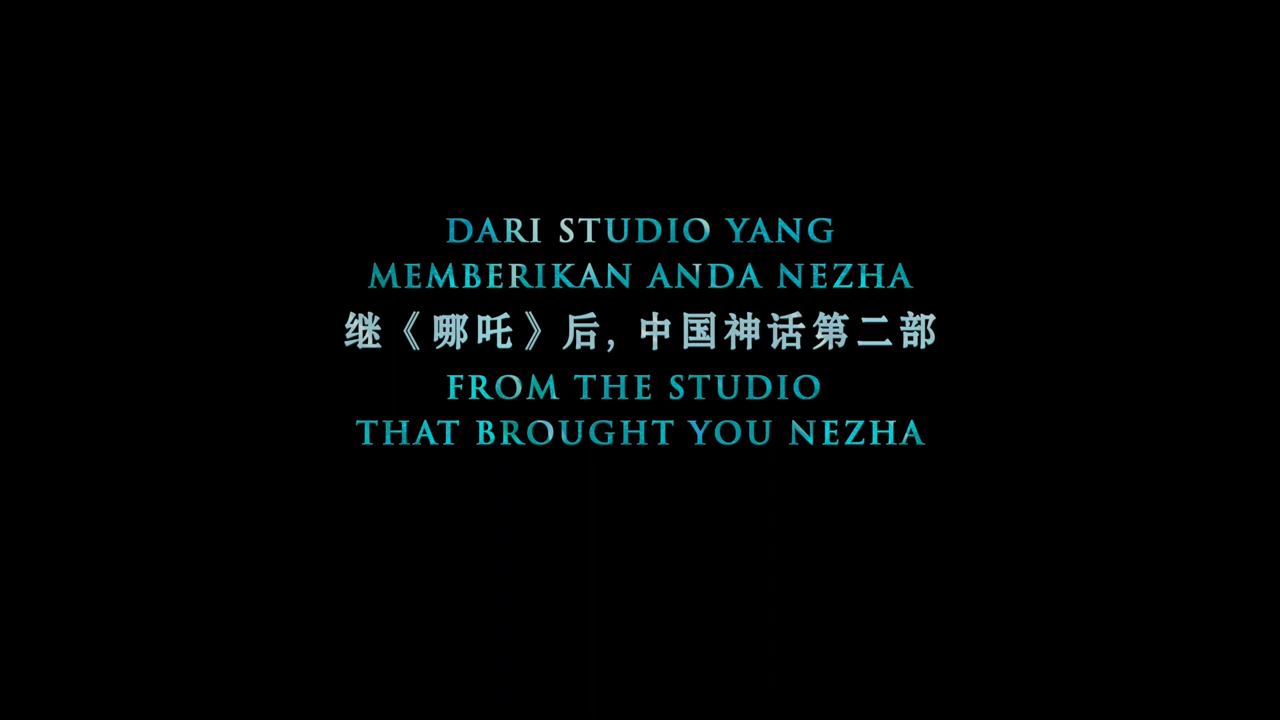 DARI STUDIO YANG
MEMBERIKAN ANDA NEZHA
继《哪吒》后, 中国神话第二部
FROM THE STUDIO
THAT BROUGHT YOU NEZHA